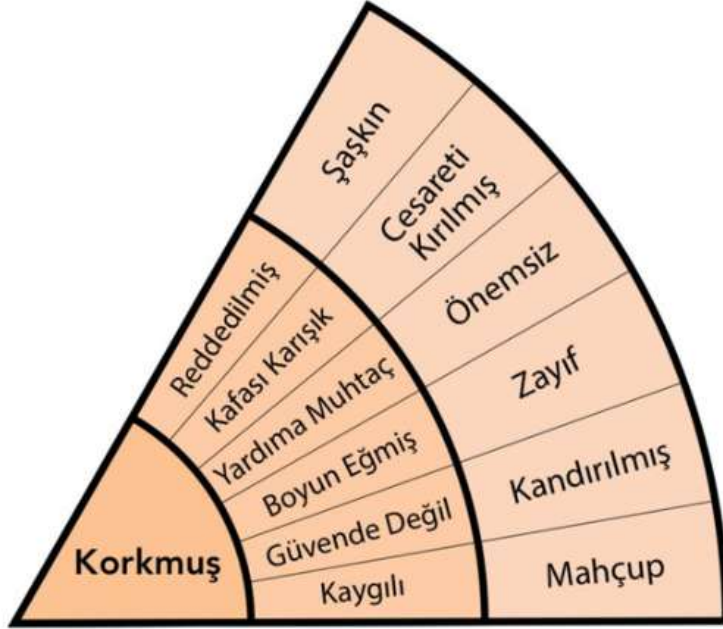 Şaşkın
Cesareti
Kırılmış
Önemsiz
Zayıf
Kandırılmış
Mahçup
Reddedilmiş
Kafası Karışık
Yardıma Muhtaç
Boyun Eğmiş
Güvende Değil
Kaygılı
Korkmuş